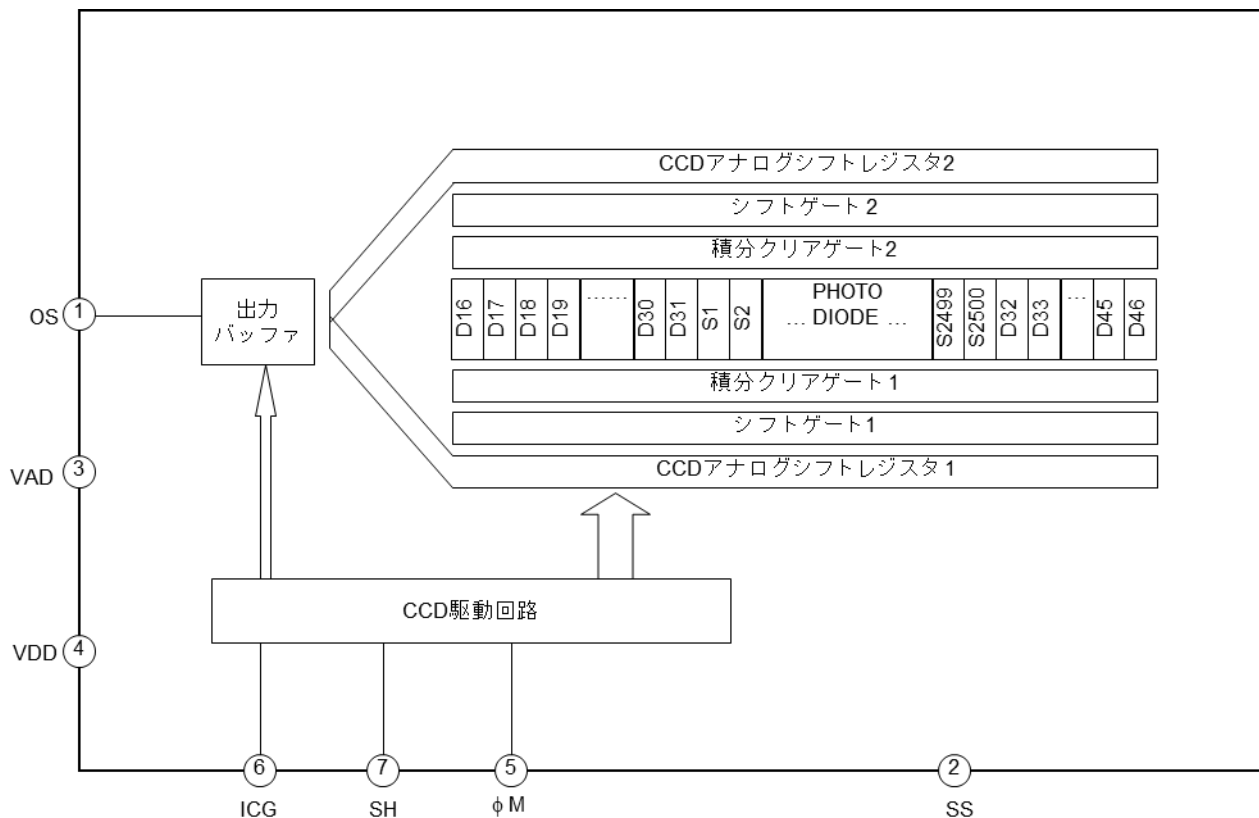 CCDアナログシフトレジスタ2
シフトゲート2
積分クリアゲート2
OS
1
出力
バッファ
D16
D17
D18
D19
……
D30
D31
S1
S2
PHOTO
… DIODE …
S2499
S2500
D32
D33
…
D45
D46
積分クリアゲート1
シフトゲート1
CCDアナログシフトレジスタ1
VAD
3
CCD駆動回路
VDD
4
6
7
5
2
ICG
SH
φM
SS